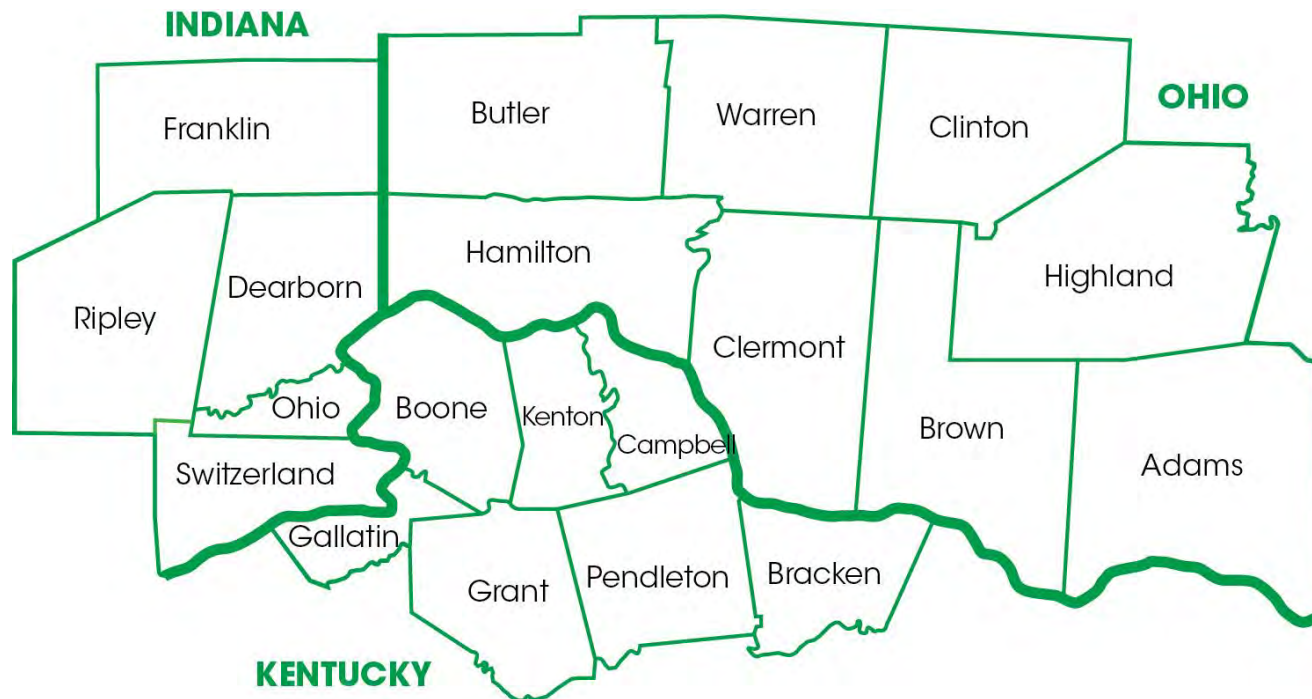 INDIANA
OHIO
Butler
Warren
Clinton
Franklin
Hamilton
Highland
Dearborn
Ripley
Clermont
Ohio
Boone
Kenton
Campbell
Brown
Adams
Switzerland
Gallatin
Grant
Pendleton
Bracken
KENTUCKY